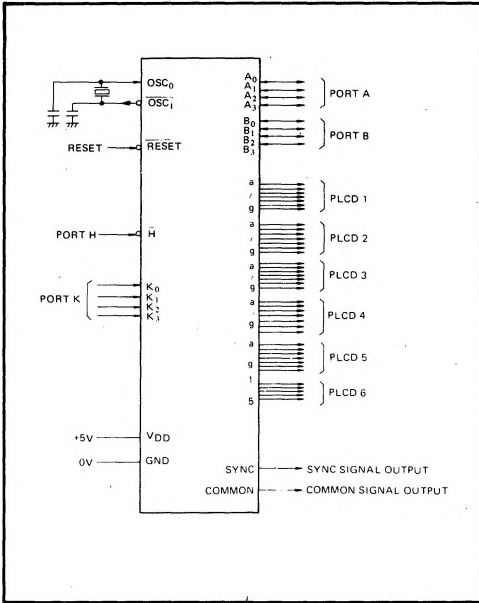 OSC0
OSC1
RESET
RESET
PORT H
H
PORT K
K0
K1
K2
K3
+5V
VDD
0V
GND
A0
A1
A2
A3
PORT A
B0
B1
B2
B3
PORT B
a
/
g
PLCD 1
a
/
g
PLCD 2
a
/
g
PLCD 3
a
/
g
PLCD 4
a
g
PLCD 5
1
5
PLCD 6
SYNC
SYNC SIGNAL OUTPUT
COMMON
COMMON SIGNAL OUTPUT